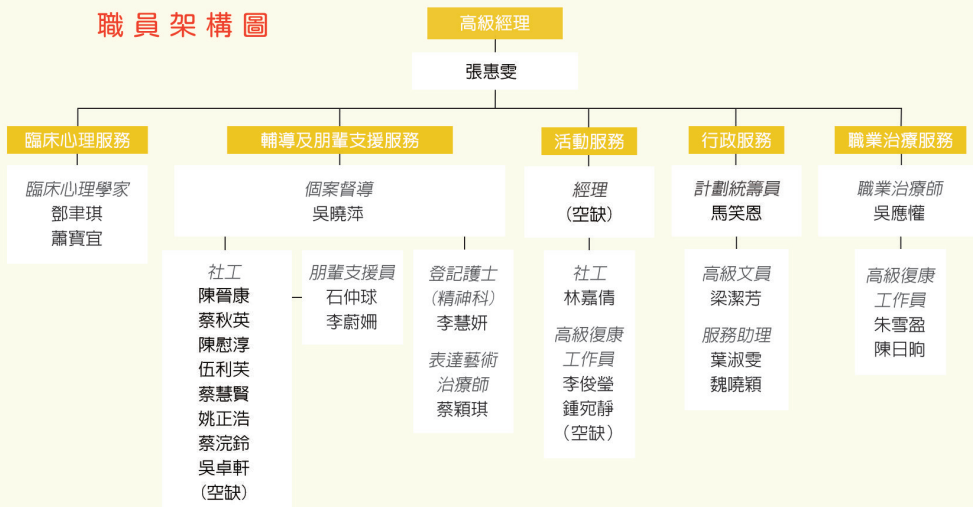 職員架構圖
高級經理
張惠雯
臨床心理服務
臨床心理學家
鄧聿琪
蕭寶宜
輔導及朋輩支援服務
個案督導
吳曉萍
社工
陳晉康
蔡秋英
陳慰淳
伍利芙
蔡慧賢
姚正浩
蔡浣鈴
吳卓軒
(空缺)
朋輩支援員
石仲球
李蔚姍
登記護士
(精神科)
李慧妍
表達藝術
治療師
蔡穎琪
活動服務
經理
(空缺)
社工
林嘉倩
高級復康
工作員
李俊瑩
鍾宛靜
(空缺)
行政服務
計劃統籌員
馬笑恩
高級文員
梁潔芳
服務助理
葉淑雯
魏曉穎
職業治療服務
職業治療師
吳應懽
高級復康
工作員
朱雪盈
陳日晌